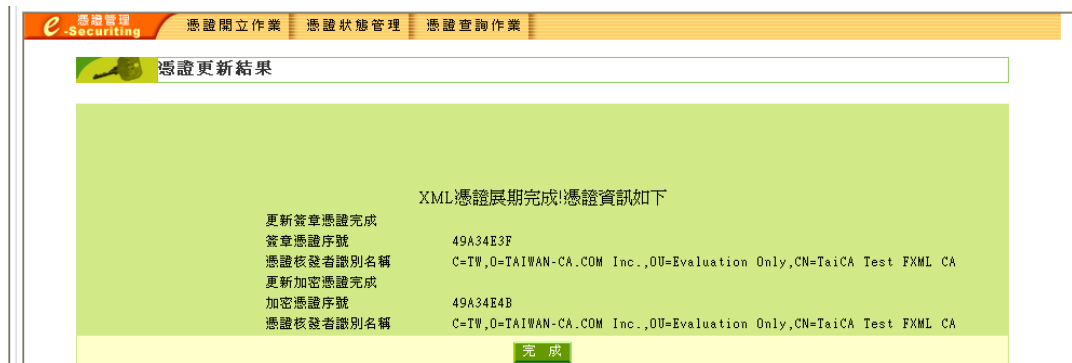 e-Securiting 憑證管理 憑證開立作業 憑證狀態管理 憑證查詢作業
憑證更新結果
XML憑證展期完成!憑證資訊如下
更新簽章憑證完成
簽章憑證序號 49A34E3F
憑證核發者識別名稱 C=TW,O=TAIWAN-CA.COM Inc.,OU=Evaluation Only,CN=TaiCA Test FXML CA
更新加密憑證完成
加密憑證序號 49A34E4B
憑證核發者識別名稱 C=TW,O=TAIWAN-CA.COM Inc.,OU=Evaluation Only,CN=TaiCA Test FXML CA
完 成